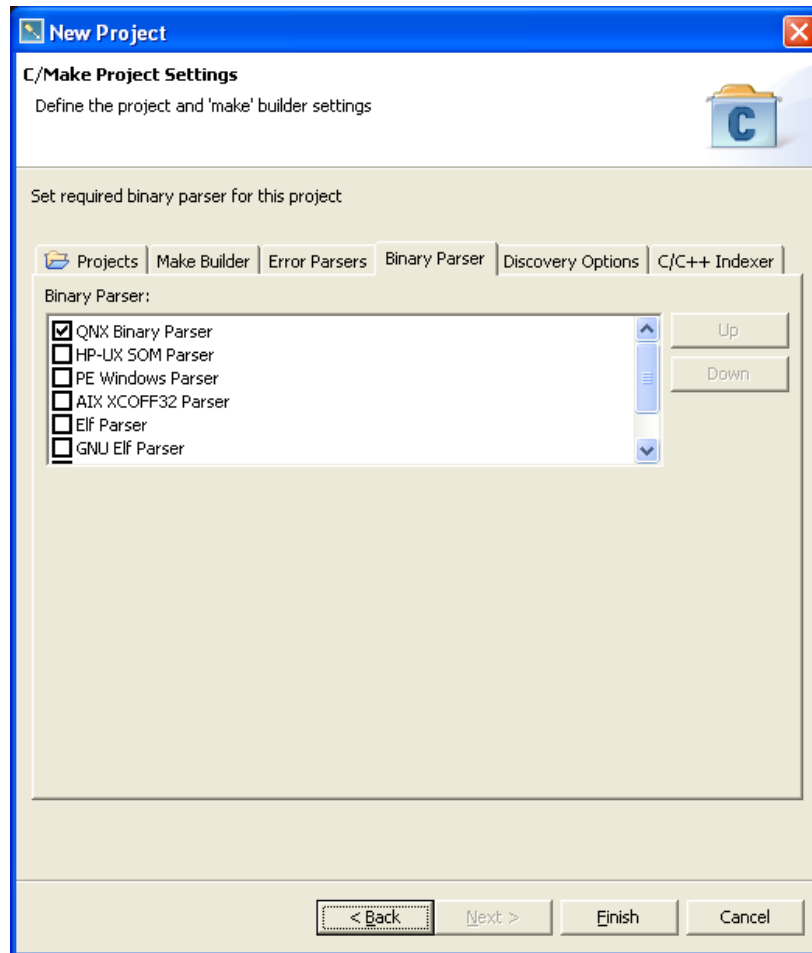 New Project
C/Make Project Settings
Define the project and 'make' builder settings
C
Set required binary parser for this project
Projects Make Builder Error Parsers Binary Parser Discovery Options C/C++ Indexer
Binary Parser:
QNX Binary Parser
HP-UX SOM Parser
PE Windows Parser
AIX XCOFF32 Parser
Elf Parser
GNU Elf Parser
Up
Down
< Back Next > Finish Cancel